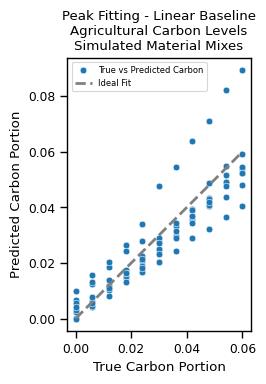 Peak Fitting - Linear Baseline
Agricultural Carbon Levels
Simulated Material Mixes
True vs Predicted Carbon
Ideal Fit
Predicted Carbon Portion
0.08
0.06
0.04
0.02
0.00
0.00 0.02 0.04 0.06
True Carbon Portion